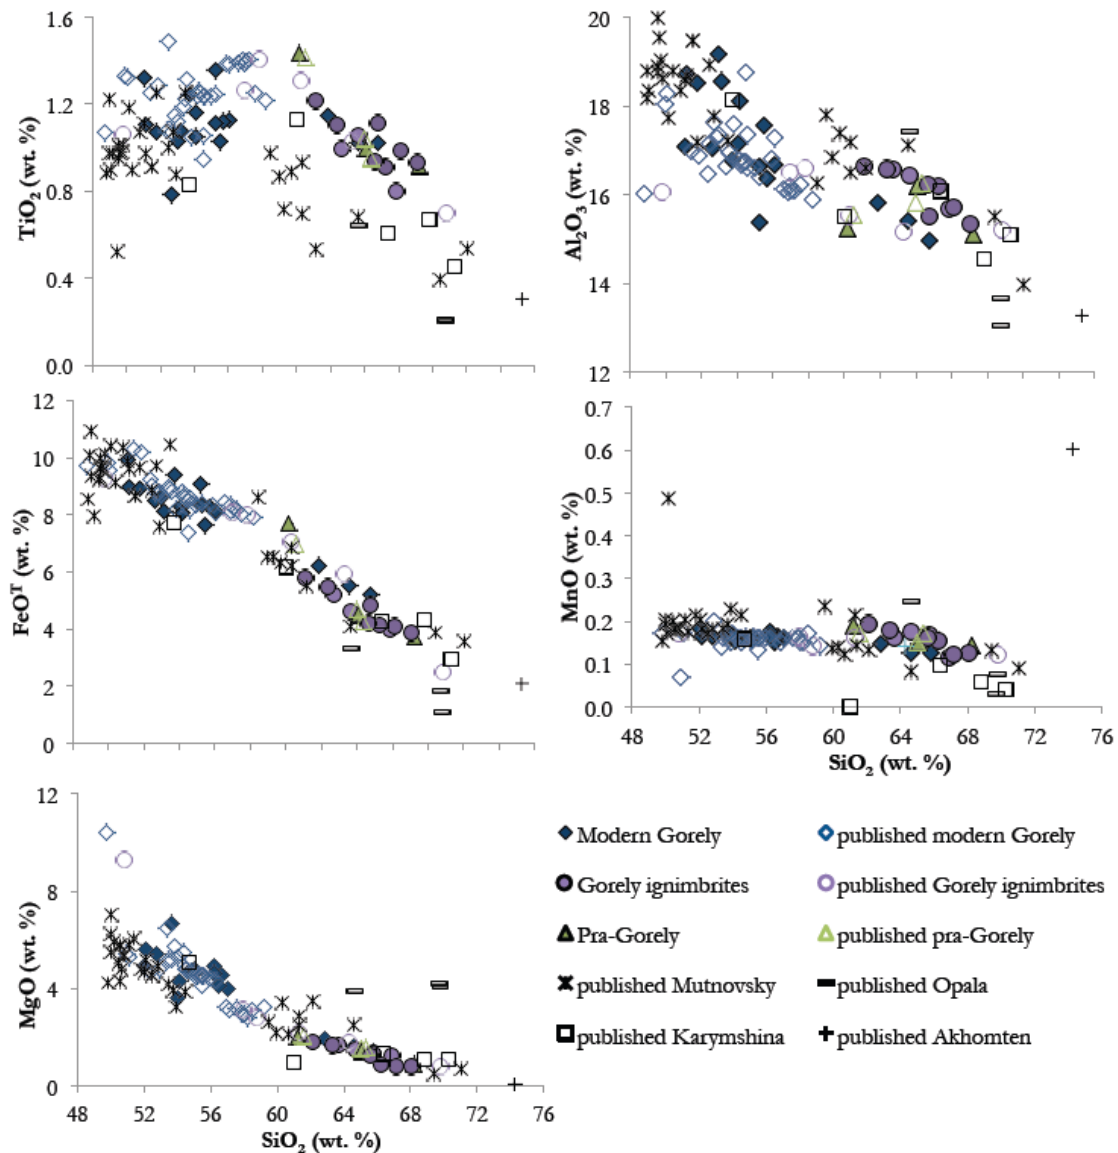 1.6
1.2
0.8
0.4
0.0
TiO2 (wt. %)
20
18
16
14
12
Al2O3 (wt. %)
12
10
8
6
4
2
0
FeOT (wt. %)
0.7
0.6
0.5
0.4
0.3
0.2
0.1
0.0
MnO (wt. %)
48 52 56 60 64 68 72 76
SiO2 (wt. %)
12
8
4
0
MgO (wt. %)
48 52 56 60 64 68 72 76
SiO2 (wt. %)
Modern Gorely
published modern Gorely
Gorely ignimbrites
published Gorely ignimbrites
Pra-Gorely
published pra-Gorely
published Mutnovsky
published Opala
published Karymshina
published Akhomten